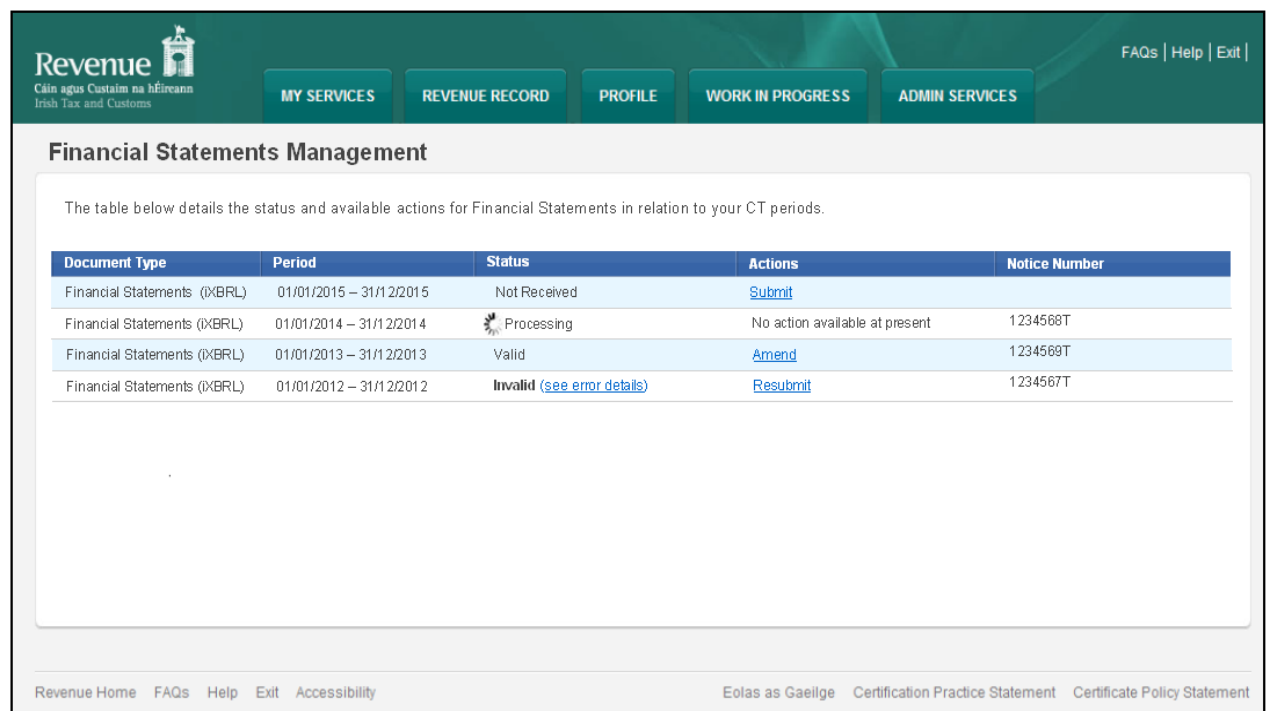 Revenue
Cáin agus Custaim na hÉireann
Irish Tax and Customs
FAQs | Help | Exit |
MY SERVICES REVENUE RECORD PROFILE WORK IN PROGRESS ADMIN SERVICES
Financial Statements Management
The table below details the status and available actions for Financial Statements in relation to your CT periods.
Document Type Period Status Actions Notice Number
Financial Statements (iXBRL) 01/01/2015 – 31/12/2015 Not Received Submit
Financial Statements (iXBRL) 01/01/2014 – 31/12/2014 Processing No action available at present 1234568T
Financial Statements (iXBRL) 01/01/2013 – 31/12/2013 Valid Amend 1234569T
Financial Statements (iXBRL) 01/01/2012 – 31/12/2012 Invalid (see error details) Resubmit 1234567T
Revenue Home FAQs Help Exit Accessibility Eolas as Gaeilge Certification Practice Statement Certificate Policy Statement